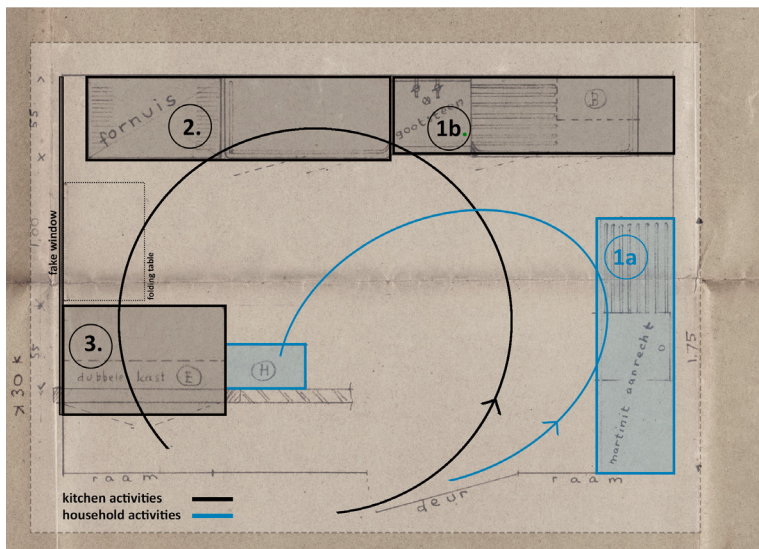 fornuis
2.
gootsteen
1b.
B
55
1.00
fake window
folding table
1a
3.
dubbele kast
E
H
martinit aanrecht
1.75
55
30
raam
deur
raam
kitchen activities
household activities